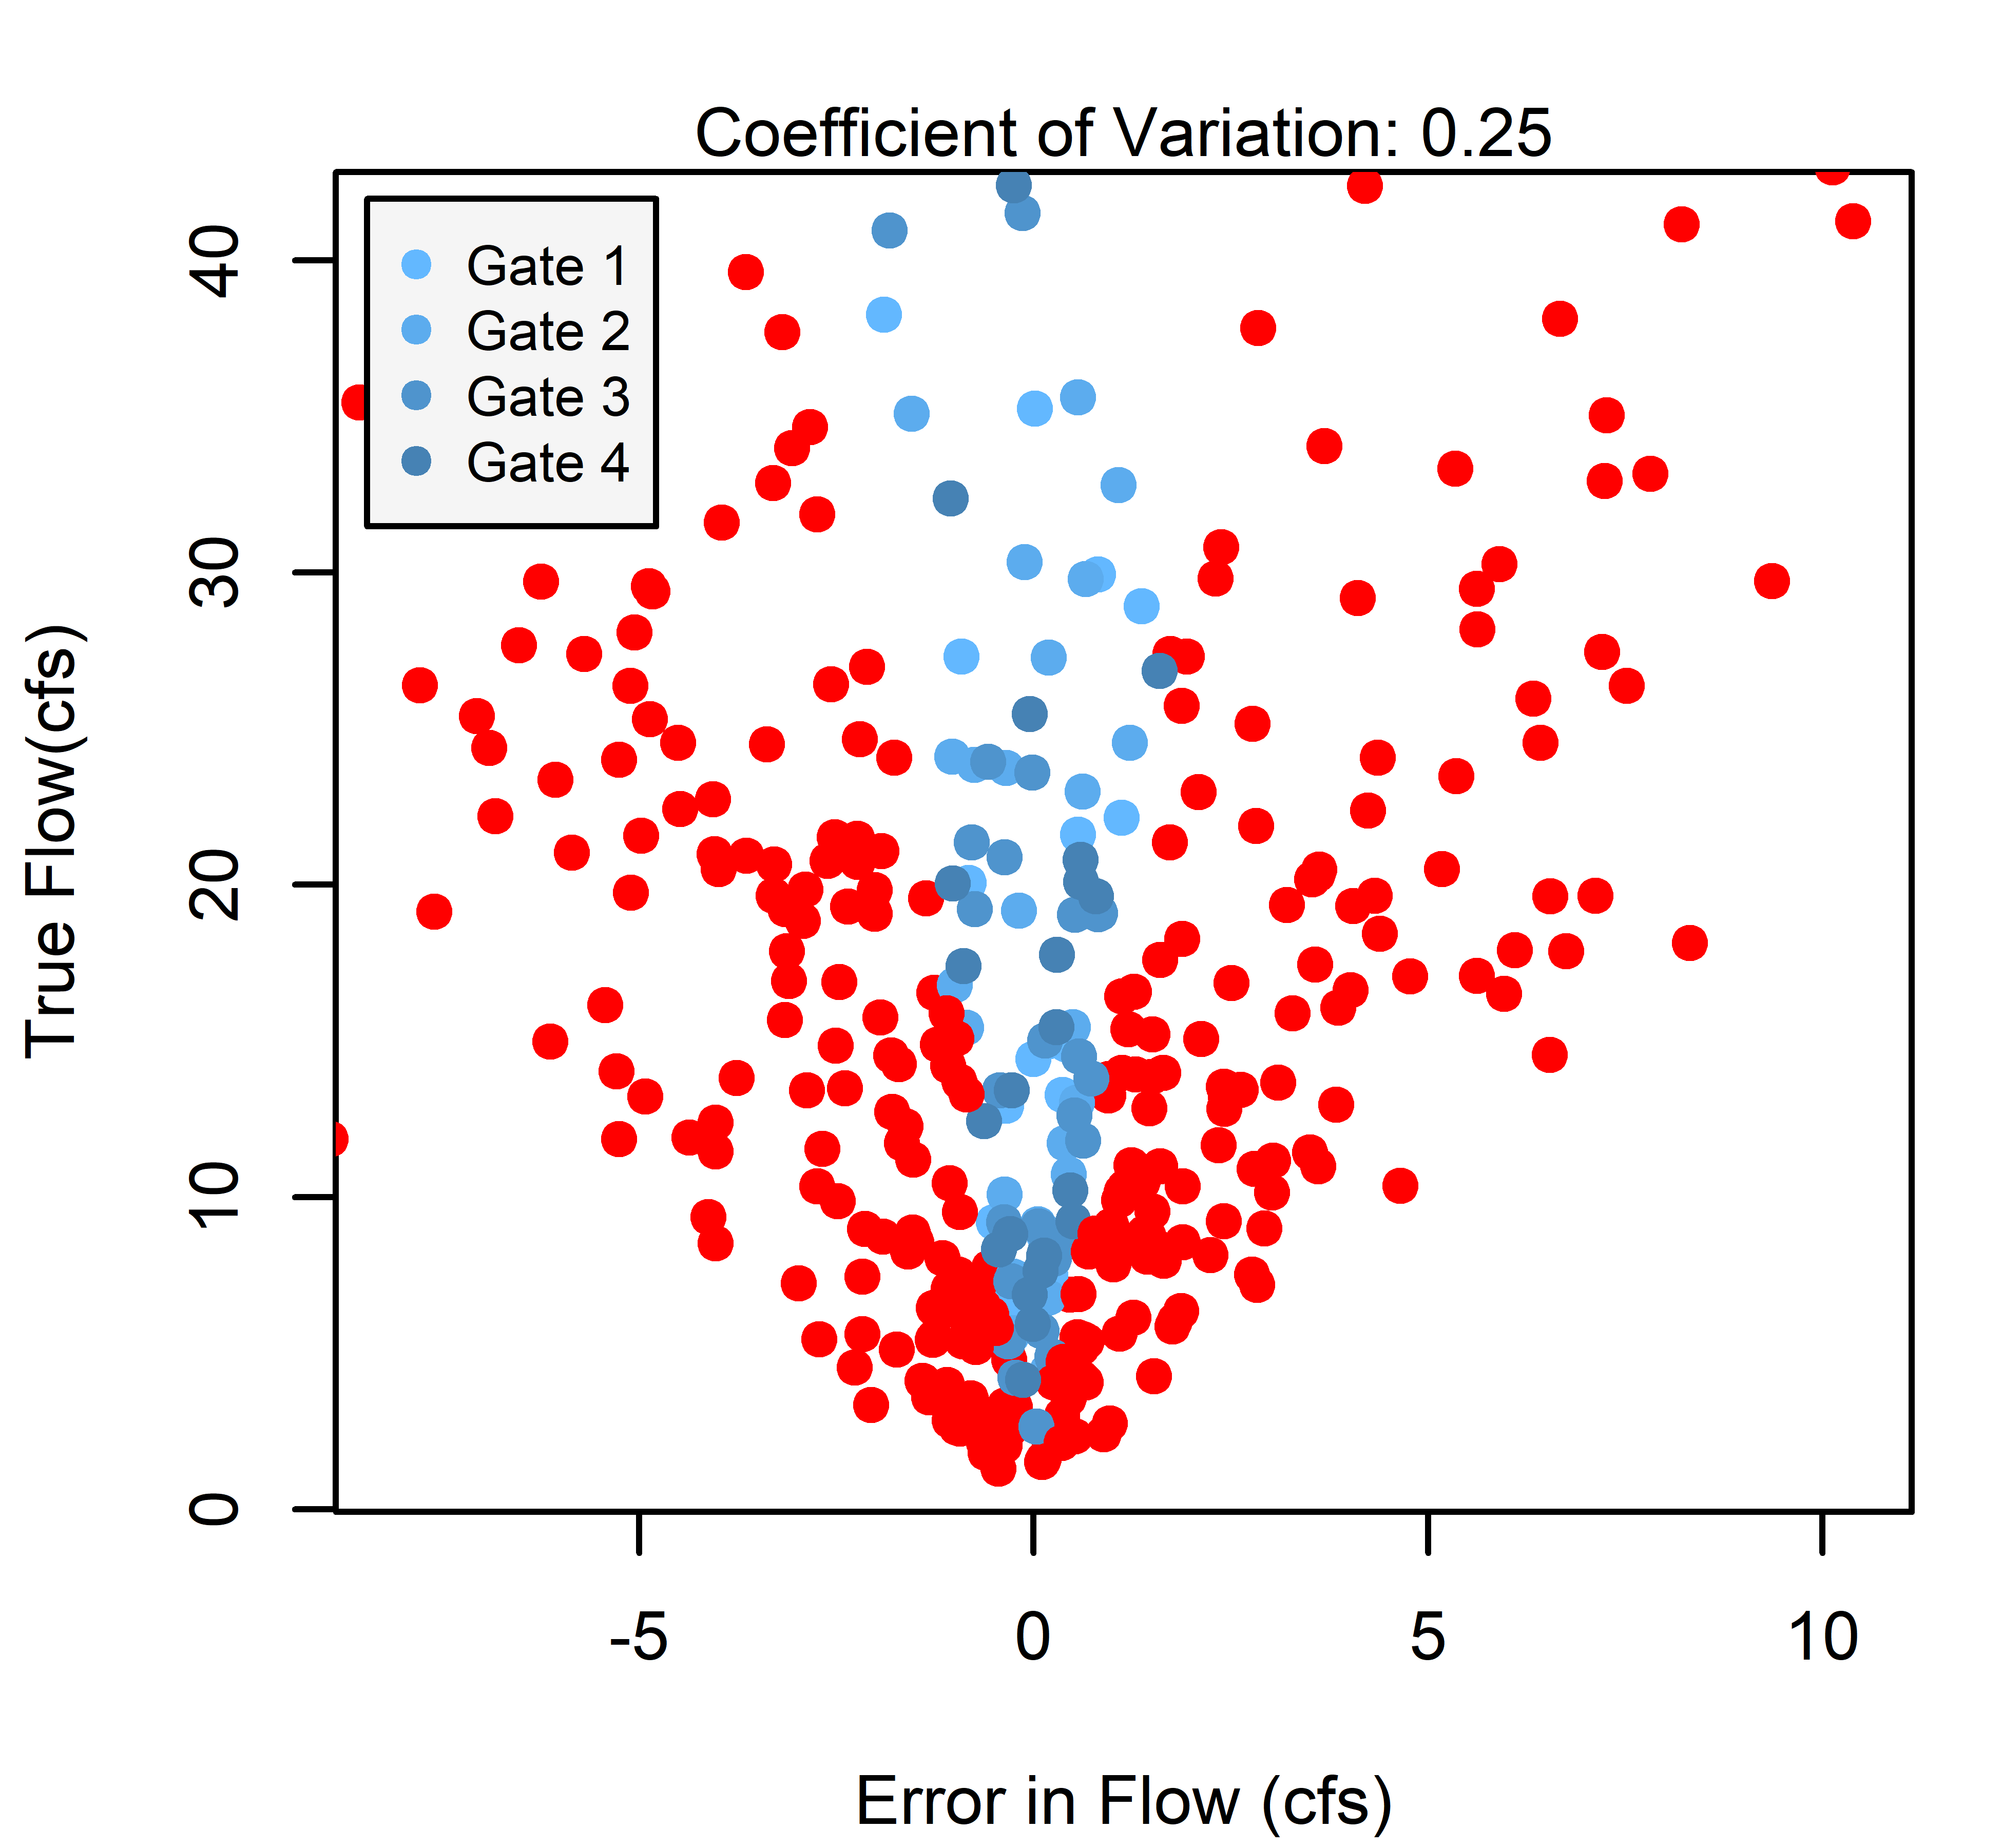 Coefficient of Variation: 0.25
Gate 1
Gate 2
Gate 3
Gate 4
True Flow(cfs)
40
30
20
10
0
-5 0 5 10
Error in Flow (cfs)